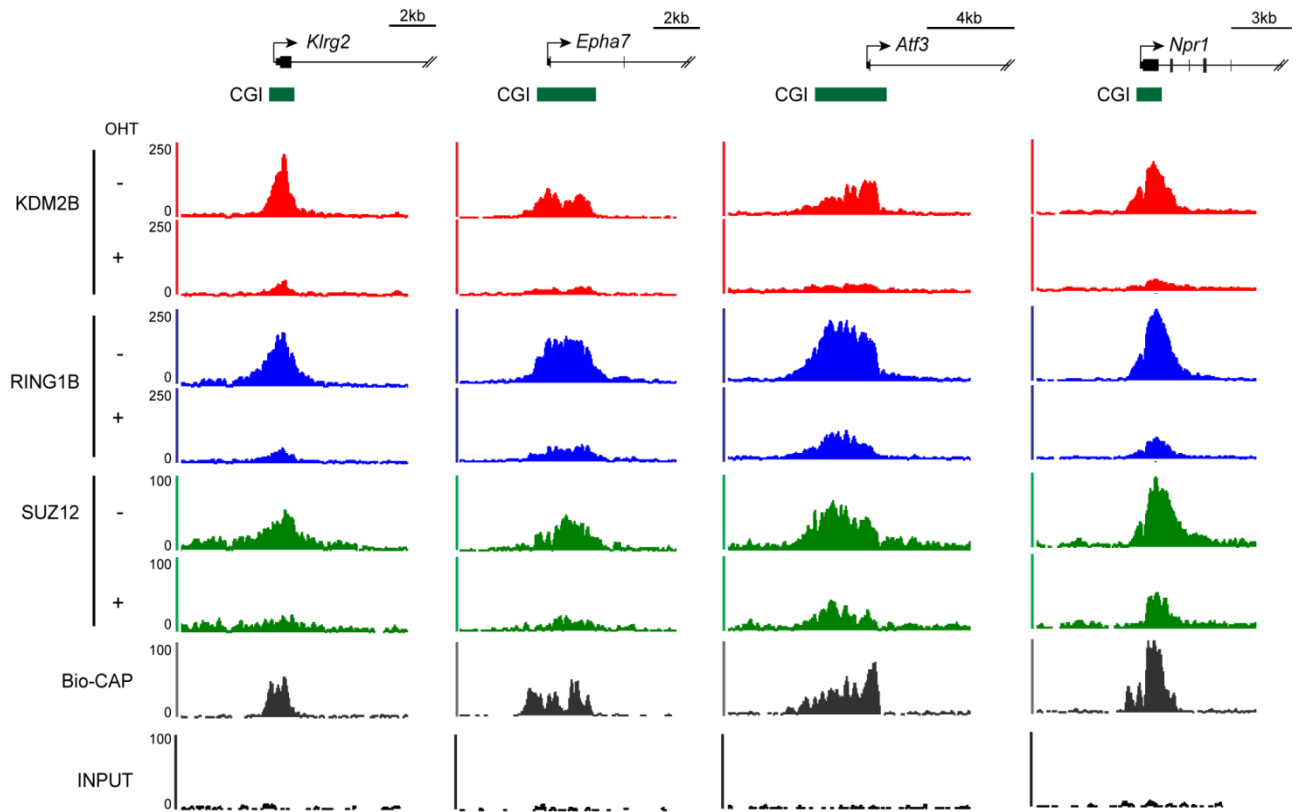 2kb 2kb 4kb 3kb
Klrg2 Epha7 Atf3 Npr1
CGI CGI CGI CGI
OHT
250
-
KDM2B
0
250
+
0
250
-
RING1B
0
250
+
0
100
-
SUZ12
0
100
+
0
100
Bio-CAP
0
100
INPUT
0